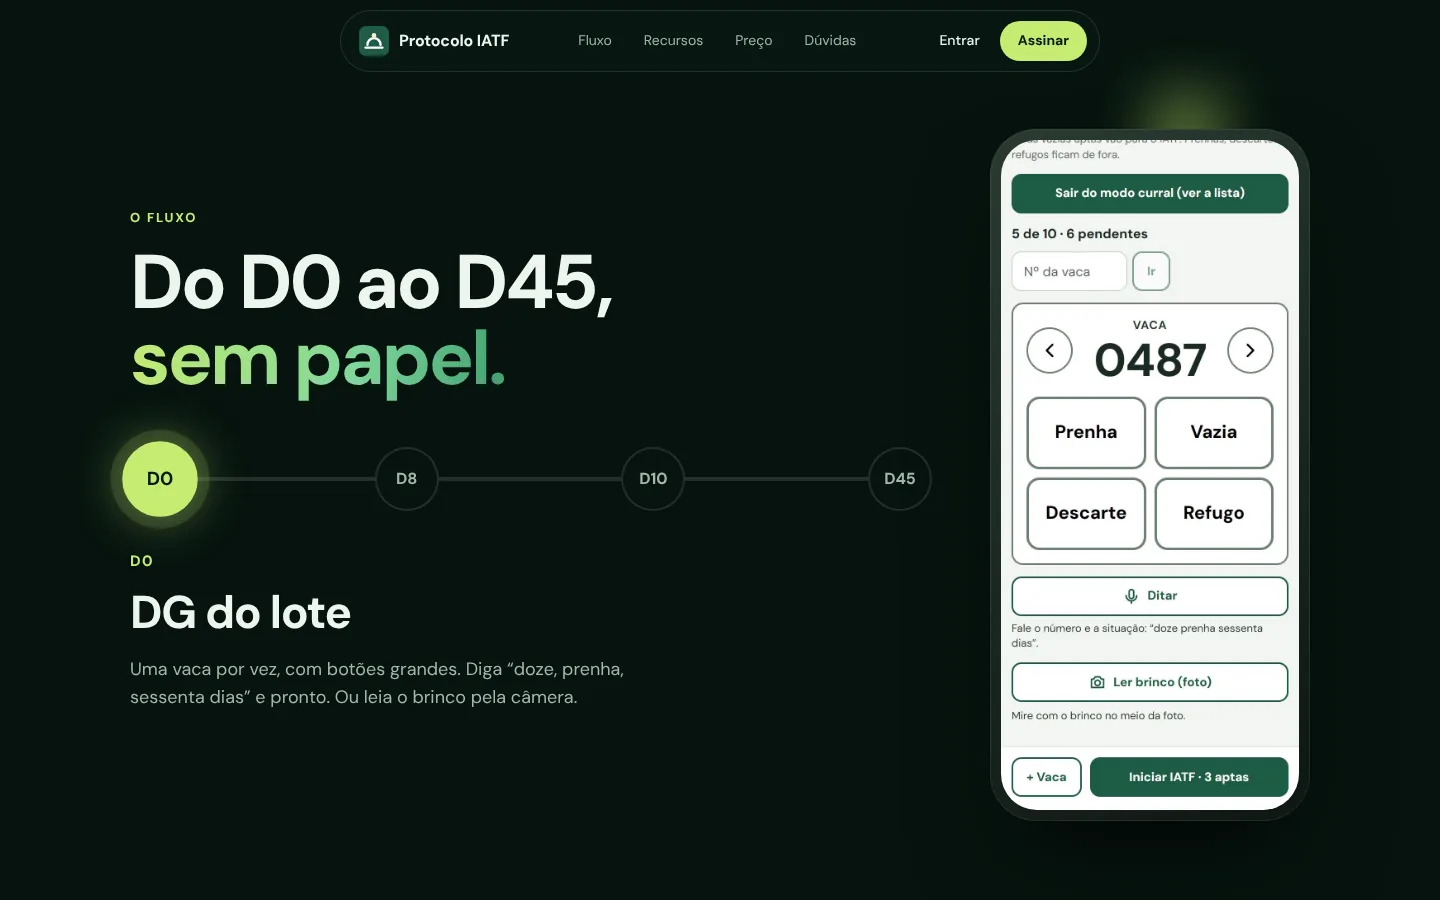 Protocolo IATF
Fluxo
Recursos
Preço
Dúvidas
Entrar
Assinar
O FLUXO
Do D0 ao D45,
sem papel.
D0
D8
D10
D45
D0
DG do lote
Uma vaca por vez, com botões grandes. Diga “doze, prenha,
sessenta dias” e pronto. Ou leia o brinco pela câmera.
refugos ficam de fora.
Sair do modo curral (ver a lista)
5 de 10 · 6 pendentes
Nº da vaca
Ir
VACA
0487
Prenha
Vazia
Descarte
Refugo
Ditar
Fale o número e a situação: “doze prenha sessenta
dias”.
Ler brinco (foto)
Mire com o brinco no meio da foto.
+ Vaca
Iniciar IATF · 3 aptas